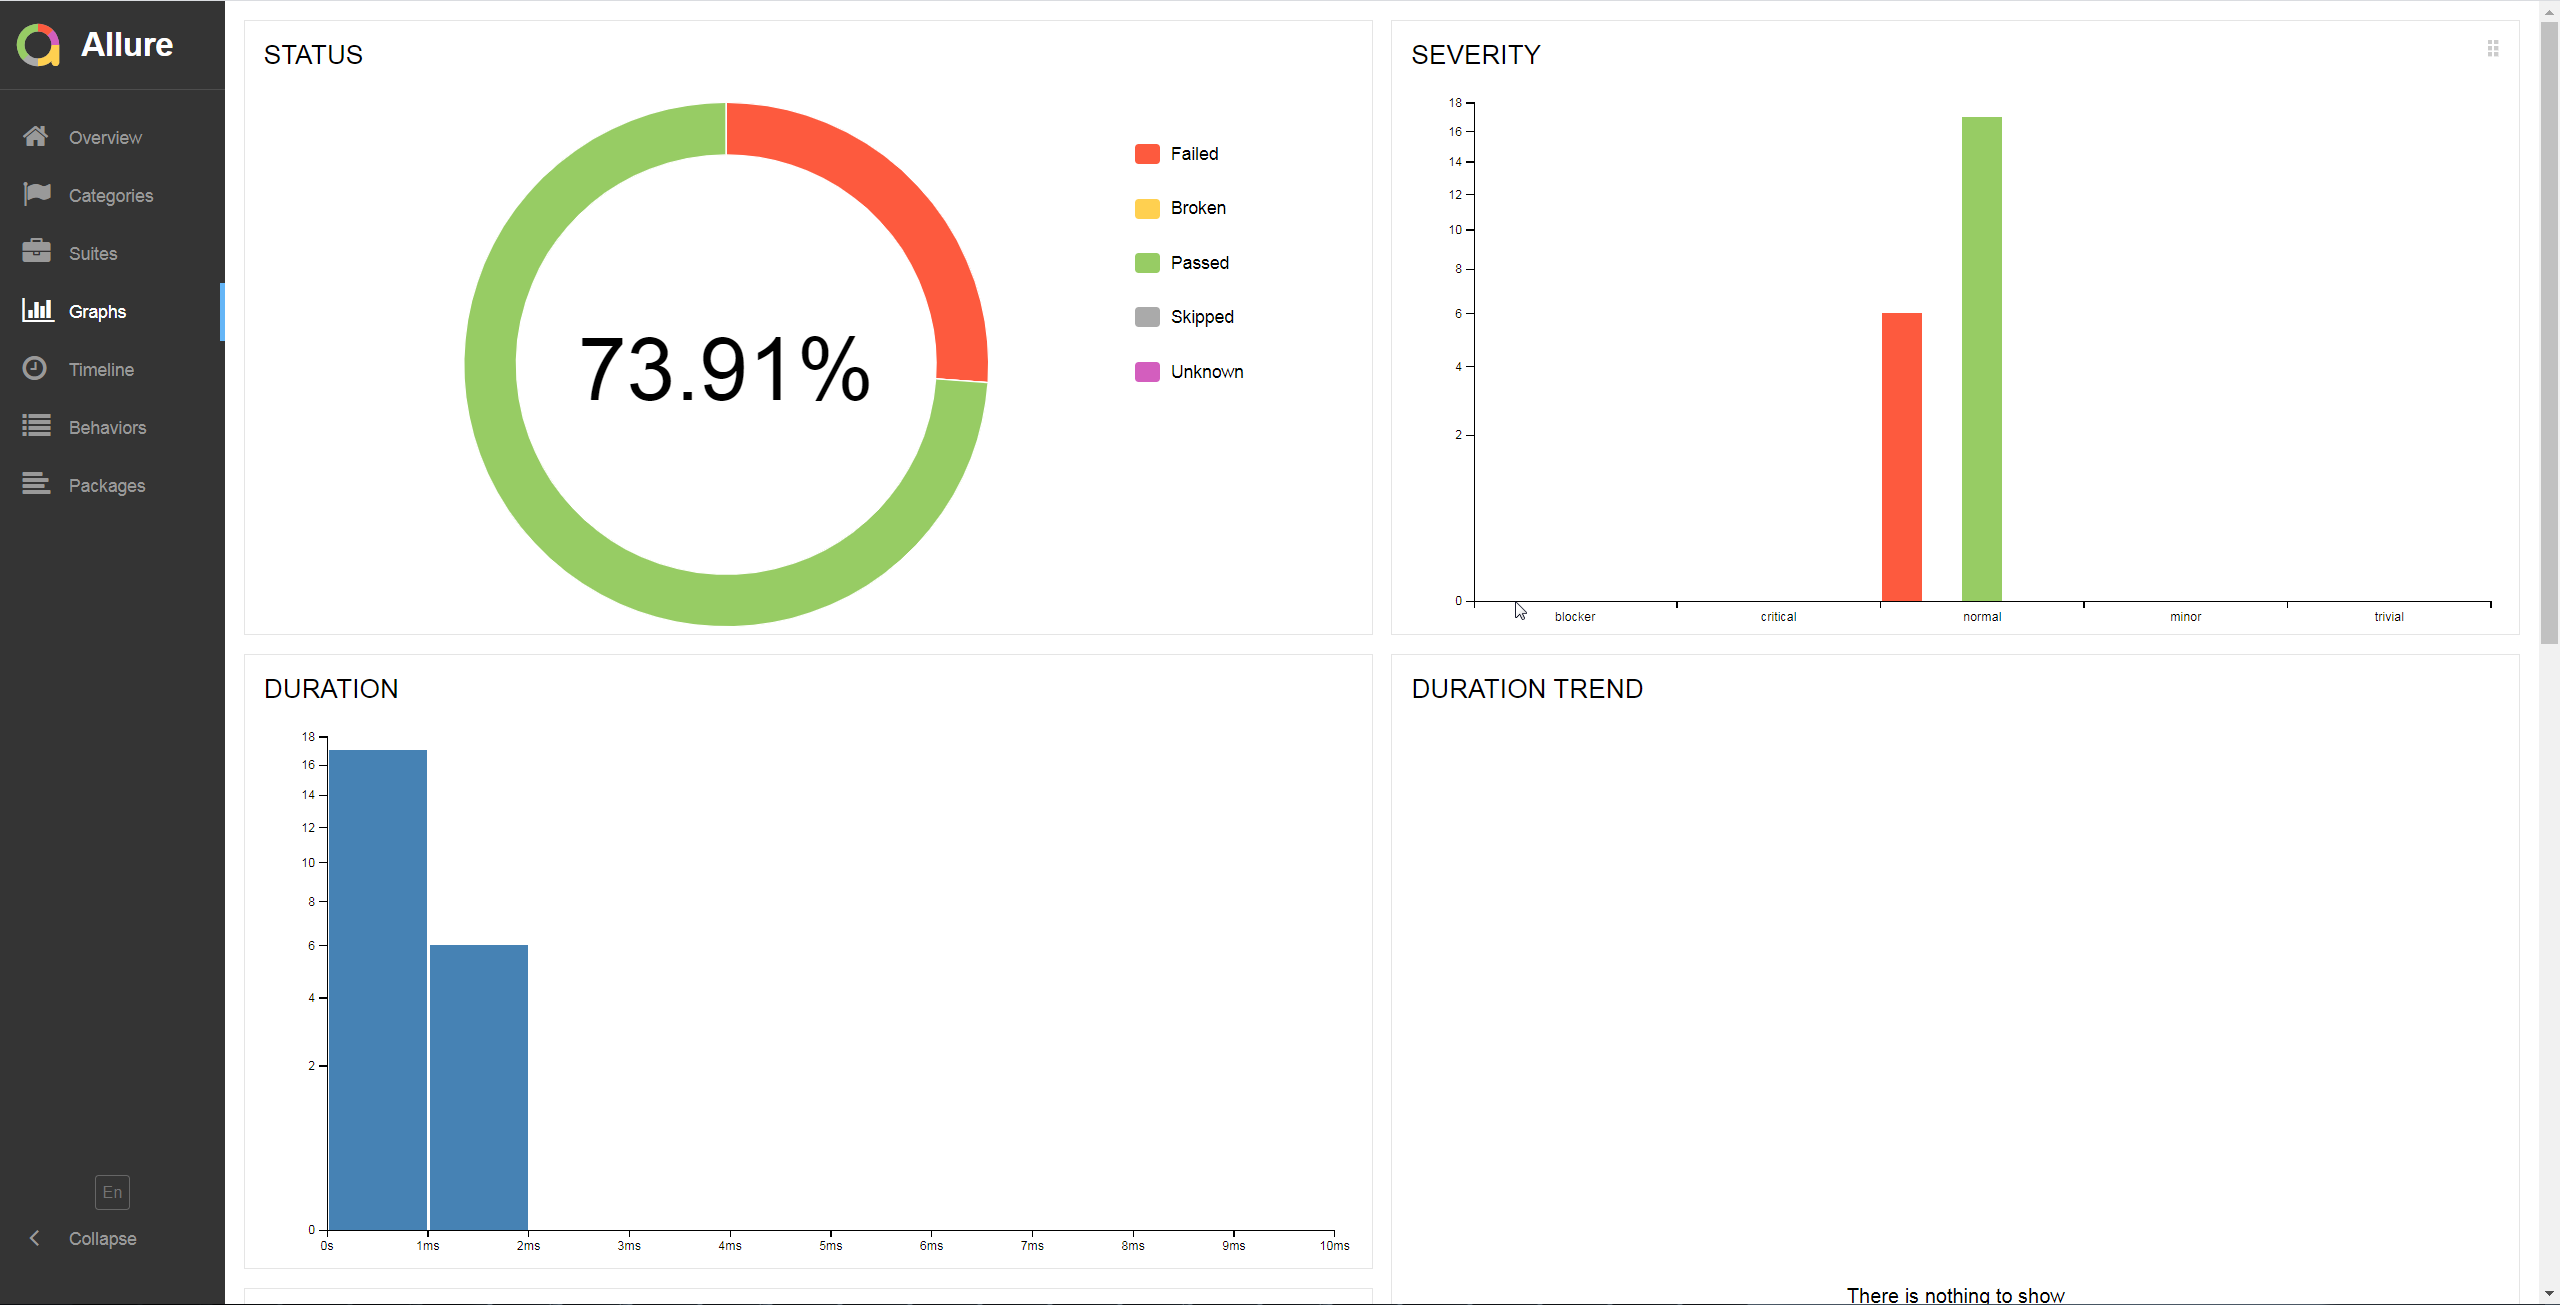 Allure
Overview
Categories
Suites
Graphs
Timeline
Behaviors
Packages
En
Collapse
STATUS
73.91%
Failed
Broken
Passed
Skipped
Unknown
SEVERITY
18
16
14
12
10
8
6
4
2
0
blocker critical normal minor trivial
DURATION
18
16
14
12
10
8
6
4
2
0
0s 1ms 2ms 3ms 4ms 5ms 6ms 7ms 8ms 9ms 10ms
DURATION TREND
There is nothing to show